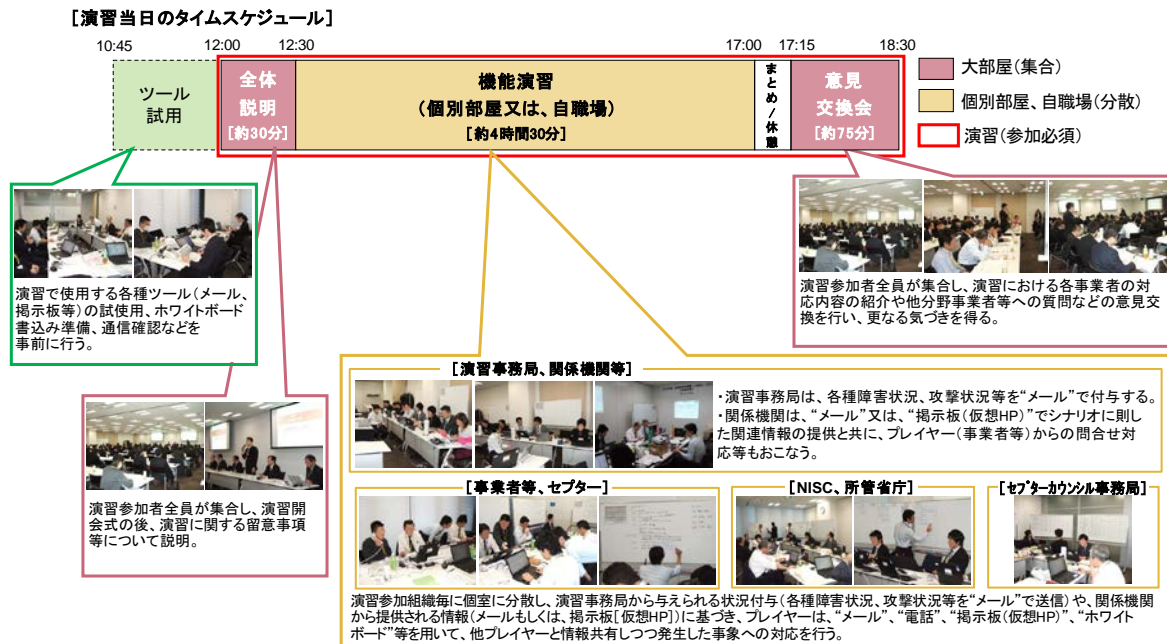 [演習当日のタイムスケジュール]
10:45
12:00
12:30
17:00
17:15
18:30
ツール
試用
全体
説明
[約30分]
機能演習
(個別部屋又は、自職場)
[約4時間30分]
まとめ/休憩
意見
交換会
[約75分]
大部屋(集合)
個別部屋、自職場(分散)
演習(参加必須)
演習で使用する各種ツール(メール、
掲示板等)の試使用、ホワイトボード
書込み準備、通信確認などを
事前に行う。
演習参加者全員が集合し、演習における各事業者の対
応内容の紹介や他分野事業者等への質問などの意見交
換を行い、更なる気づきを得る。
演習参加者全員が集合し、演習開
会式の後、演習に関する留意事項
等について説明。
[演習事務局、関係機関等]
・演習事務局は、各種障害状況、攻撃状況等を“メール”で付与する。
・関係機関は、“メール”又は、“掲示板(仮想HP)”でシナリオに則し
た関連情報の提供と共に、プレイヤー(事業者等)からの問合せ対
応等もおこなう。
[事業者等、セプター]
[NISC、所管省庁]
[セプターカウンシル事務局]
演習参加組織毎に個室に分散し、演習事務局から与えられる状況付与(各種障害状況、攻撃状況等を“メール”で送信)や、関係機関
から提供される情報(メールもしくは、掲示板[仮想HP])に基づき、プレイヤーは、“メール”、“電話”、“掲示板(仮想HP)”、“ホワイト
ボード”等を用いて、他プレイヤーと情報共有しつつ発生した事象への対応を行う。